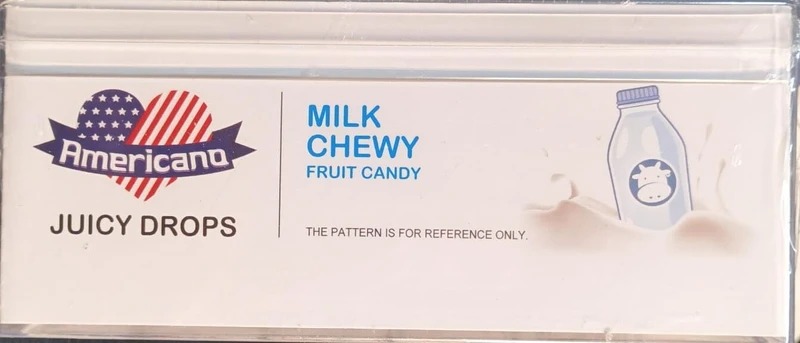 Americana
JUICY DROPS
MILK
CHEWY
FRUIT CANDY
THE PATTERN IS FOR REFERENCE ONLY.